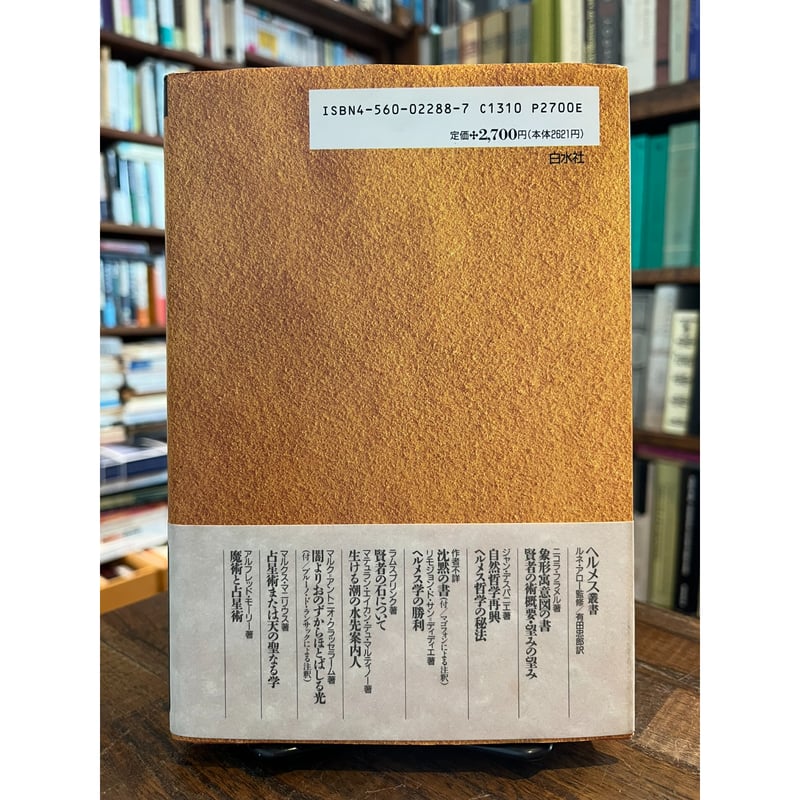 ISBN4-560-02288-7 C1310 P2700E
定価✢2,700円(本体2621円)
白水社
ヘルメス叢書
ルネ・アロー監修/有田忠郎訳
ニコラ・フラメル著
象形寓意図の書
賢者の術概要・望みの望み
ジャン・デスパニエ著
自然哲学再興
ヘルメス哲学の秘法
作者不詳
沈黙の書(付/マゴフォンによる注釈)
リモジョン・ド・サン=ディディエ著
ヘルメス学の勝利
ラムスプリンク著
賢者の石について
マテュラン・エイカン・デュ・マルティノー著
生ける潮の水先案内人
マルク=アントニオ・クラッセラーム著
闇よりおのずからほとばしる光
(付/ブルーノ・ド・ランサックによる注釈)
マルクス・マニリウス著
占星術または天の聖なる学
アルフレッド・モーリー著
魔術と占星術